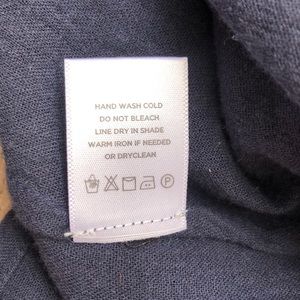 HAND WASH COLD
DO NOT BLEACH
LINE DRY IN SHADE
WARM IRON IF NEEDED
OR DRYCLEAN